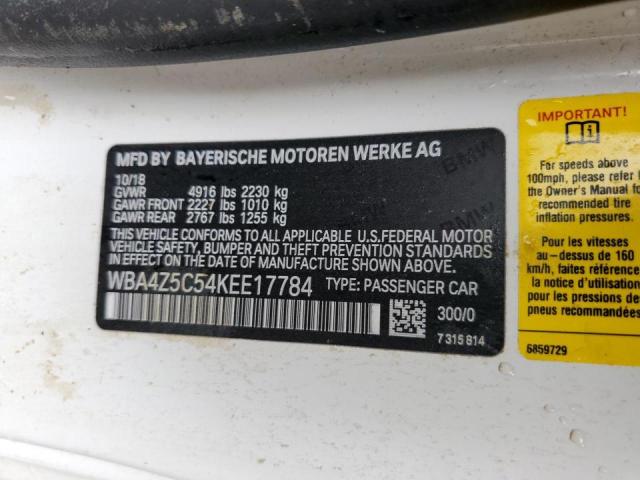 MFD BY BAYERISCHE MOTOREN WERKE AG
10/18
GVWR 4916 lbs 2230 kg
GAWR FRONT 2227 lbs 1010 kg
GAWR REAR 2767 lbs 1255 kg
THIS VEHICLE CONFORMS TO ALL APPLICABLE U.S. FEDERAL MOTOR
VEHICLE SAFETY, BUMPER AND THEFT PREVENTION STANDARDS
IN EFFECT ON THE DATE OF MANUFACTURE SHOWN ABOVE.
WBA4Z5C54KEE17784 TYPE: PASSENGER CAR
300/0
7 315 814
BMW
BMW
IMPORTANT!
For speeds above
100mph, please refer
the Owner's Manual
recommended tire
inflation pressures.
Pour les vitesses
au-dessus de 160
km/h, faites
la notice d'utilisation
pour les pressions de
pneus recommandées
6859729